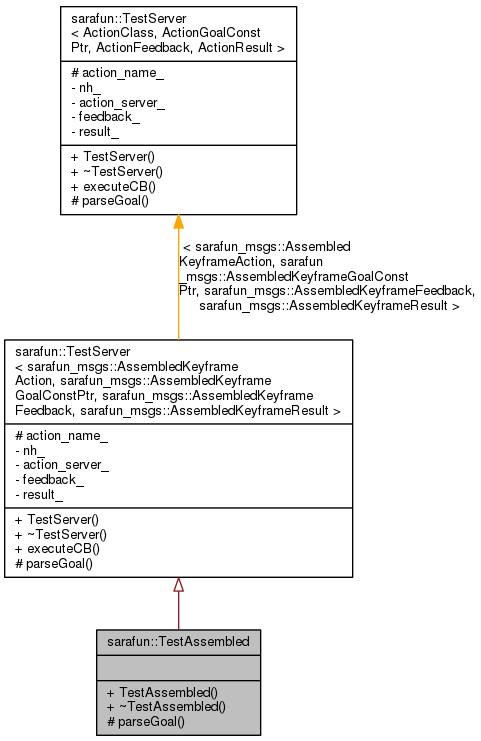 sarafun::TestServer
< ActionClass, ActionGoalConst
Ptr, ActionFeedback, ActionResult >
# action_name_
- nh_
- action_server_
- feedback_
- result_
+ TestServer()
+ ~TestServer()
+ executeCB()
# parseGoal()
< sarafun_msgs::Assembled
KeyframeAction, sarafun
_msgs::AssembledKeyframeGoalConst
Ptr, sarafun_msgs::AssembledKeyframeFeedback,
sarafun_msgs::AssembledKeyframeResult >
sarafun::TestServer
< sarafun_msgs::AssembledKeyframe
Action, sarafun_msgs::AssembledKeyframe
GoalConstPtr, sarafun_msgs::AssembledKeyframe
Feedback, sarafun_msgs::AssembledKeyframeResult >
# action_name_
- nh_
- action_server_
- feedback_
- result_
+ TestServer()
+ ~TestServer()
+ executeCB()
# parseGoal()
sarafun::TestAssembled
+ TestAssembled()
+ ~TestAssembled()
# parseGoal()